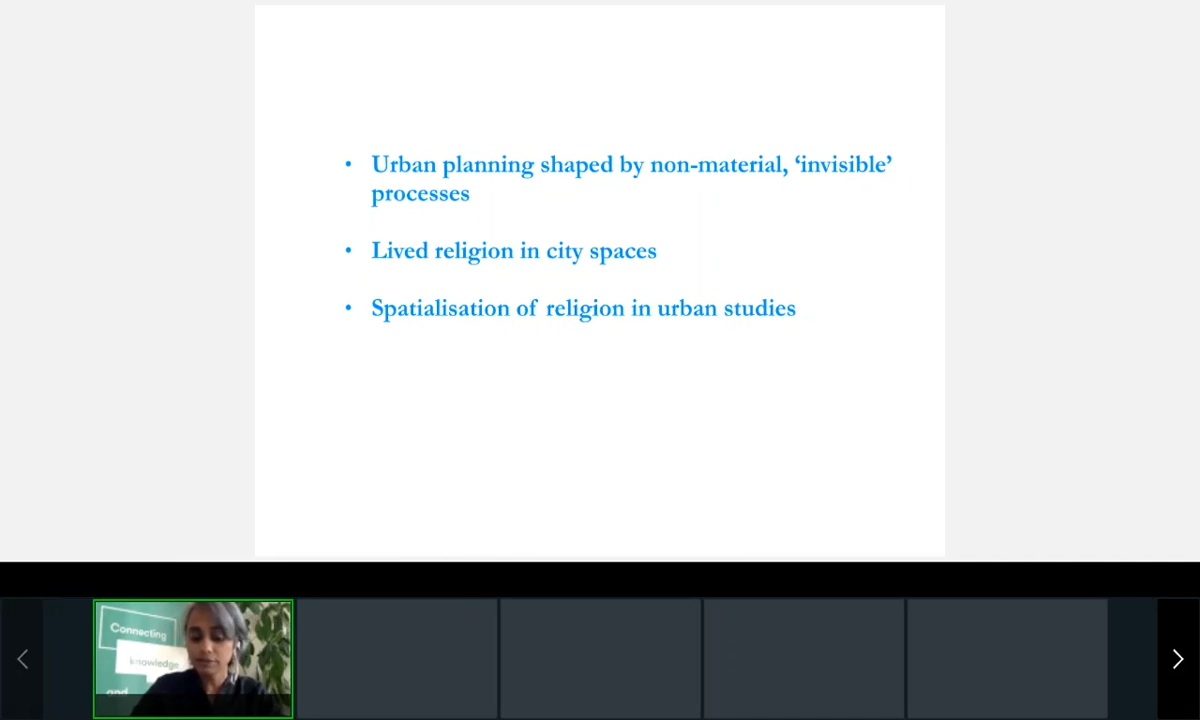 • Urban planning shaped by non-material, ‘invisible’
processes
• Lived religion in city spaces
• Spatialisation of religion in urban studies
Connecting
knowledge
and